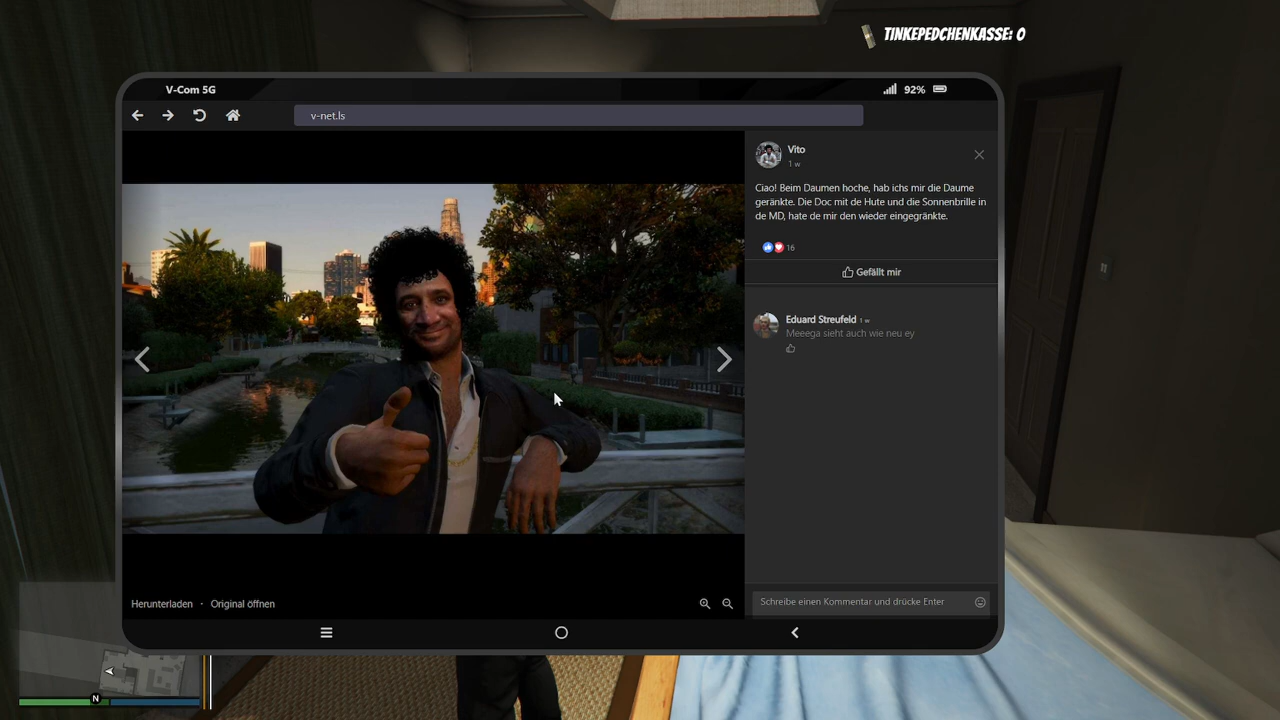 TINKEPEDCHENKASSE: 0
V-Com 5G
92%
v-net.ls
Vito
1 w
Ciao! Beim Daumen hoche, hab ichs mir die Daume
geränkte. Die Doc mit de Hute und die Sonnenbrille in
de MD, hate de mir den wieder eingegränkte.
16
Gefällt mir
Eduard Streufeld 1 w
Meeega sieht auch wie neu ey
Herunterladen - Original öffnen
Schreibe einen Kommentar und drücke Enter
N